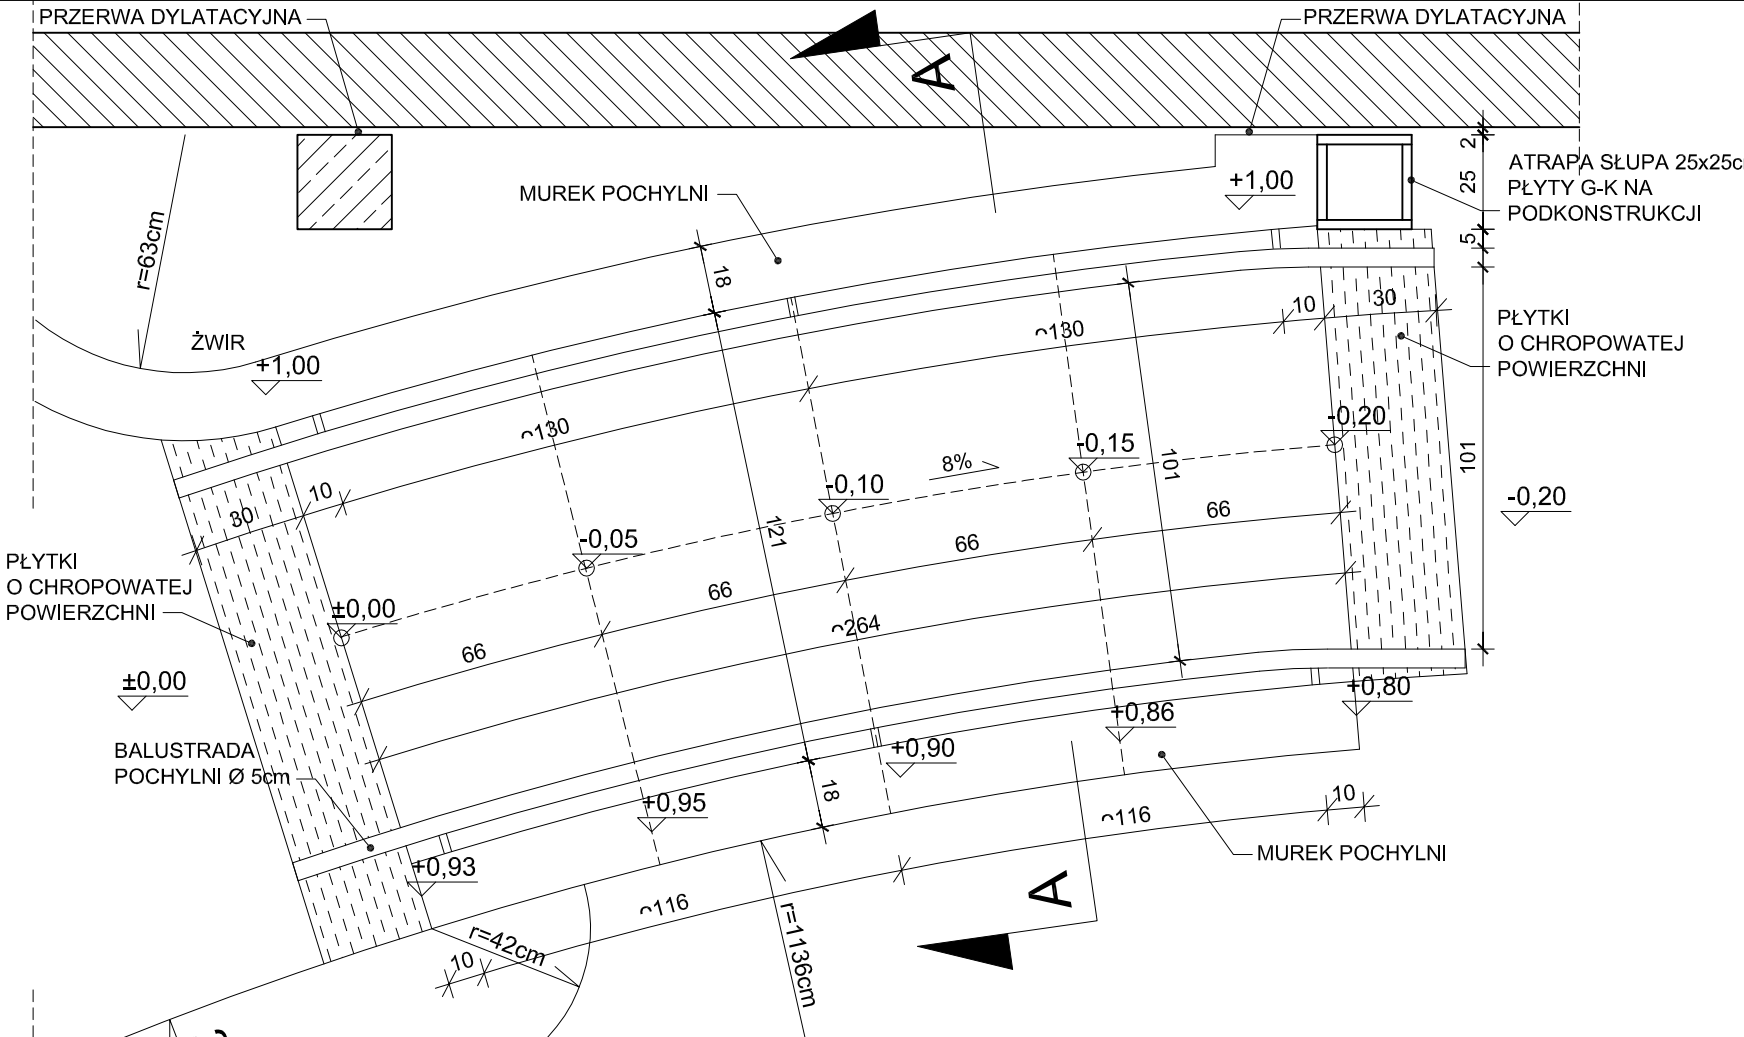 PRZERWA DYLATACYJNA
PRZERWA DYLATACYJNA
A
2
ATRAPA SŁUPA 25x25c
PŁYTY G-K NA
PODKONSTRUKCJI
25
MUREK POCHYLNI
+1,00
r=63cm
5
18
10
30
PŁYTKI
O CHROPOWATEJ
POWIERZCHNI
130
ŻWIR
+1,00
-0,20
130
-0,15
101
101
8%
-0,10
-0,20
10
30
121
66
-0,05
66
PŁYTKI
O CHROPOWATEJ
POWIERZCHNI
66
±0,00
264
66
±0,00
+0,80
+0,86
BALUSTRADA
POCHYLNI Ø 5cm
+0,90
18
+0,95
10
116
MUREK POCHYLNI
+0,93
A
116
r=42cm
r=1136cm
10